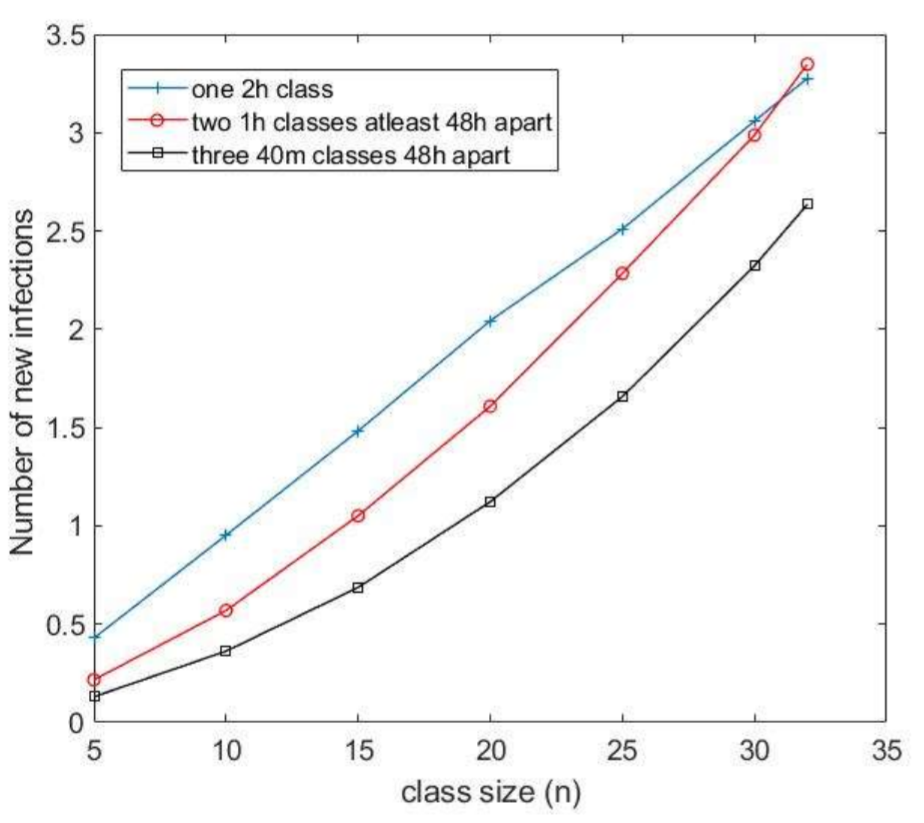 3.5
3
2.5
2
1.5
1
0.5
0
Number of new infections
one 2h class
two 1h classes atleast 48h apart
three 40m classes 48h apart
5 10 15 20 25 30 35
class size (n)